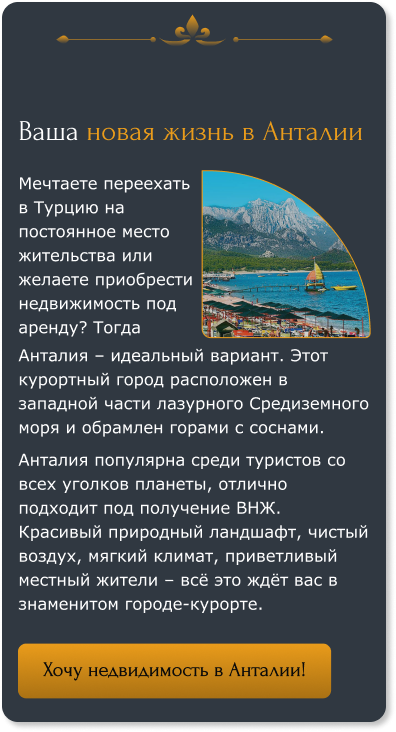 Ваша новая жизнь в Анталии
Мечтаете переехать
в Турцию на
постоянное место
жительства или
желаете приобрести
недвижимость под
аренду? Тогда
Анталия – идеальный вариант. Этот
курортный город расположен в
западной части лазурного Средиземного
моря и обрамлен горами с соснами.
Анталия популярна среди туристов со
всех уголков планеты, отлично
подходит под получение ВНЖ.
Красивый природный ландшафт, чистый
воздух, мягкий климат, приветливый
местный жители – всё это ждёт вас в
знаменитом городе-курорте.
Хочу недвидимость в Анталии!